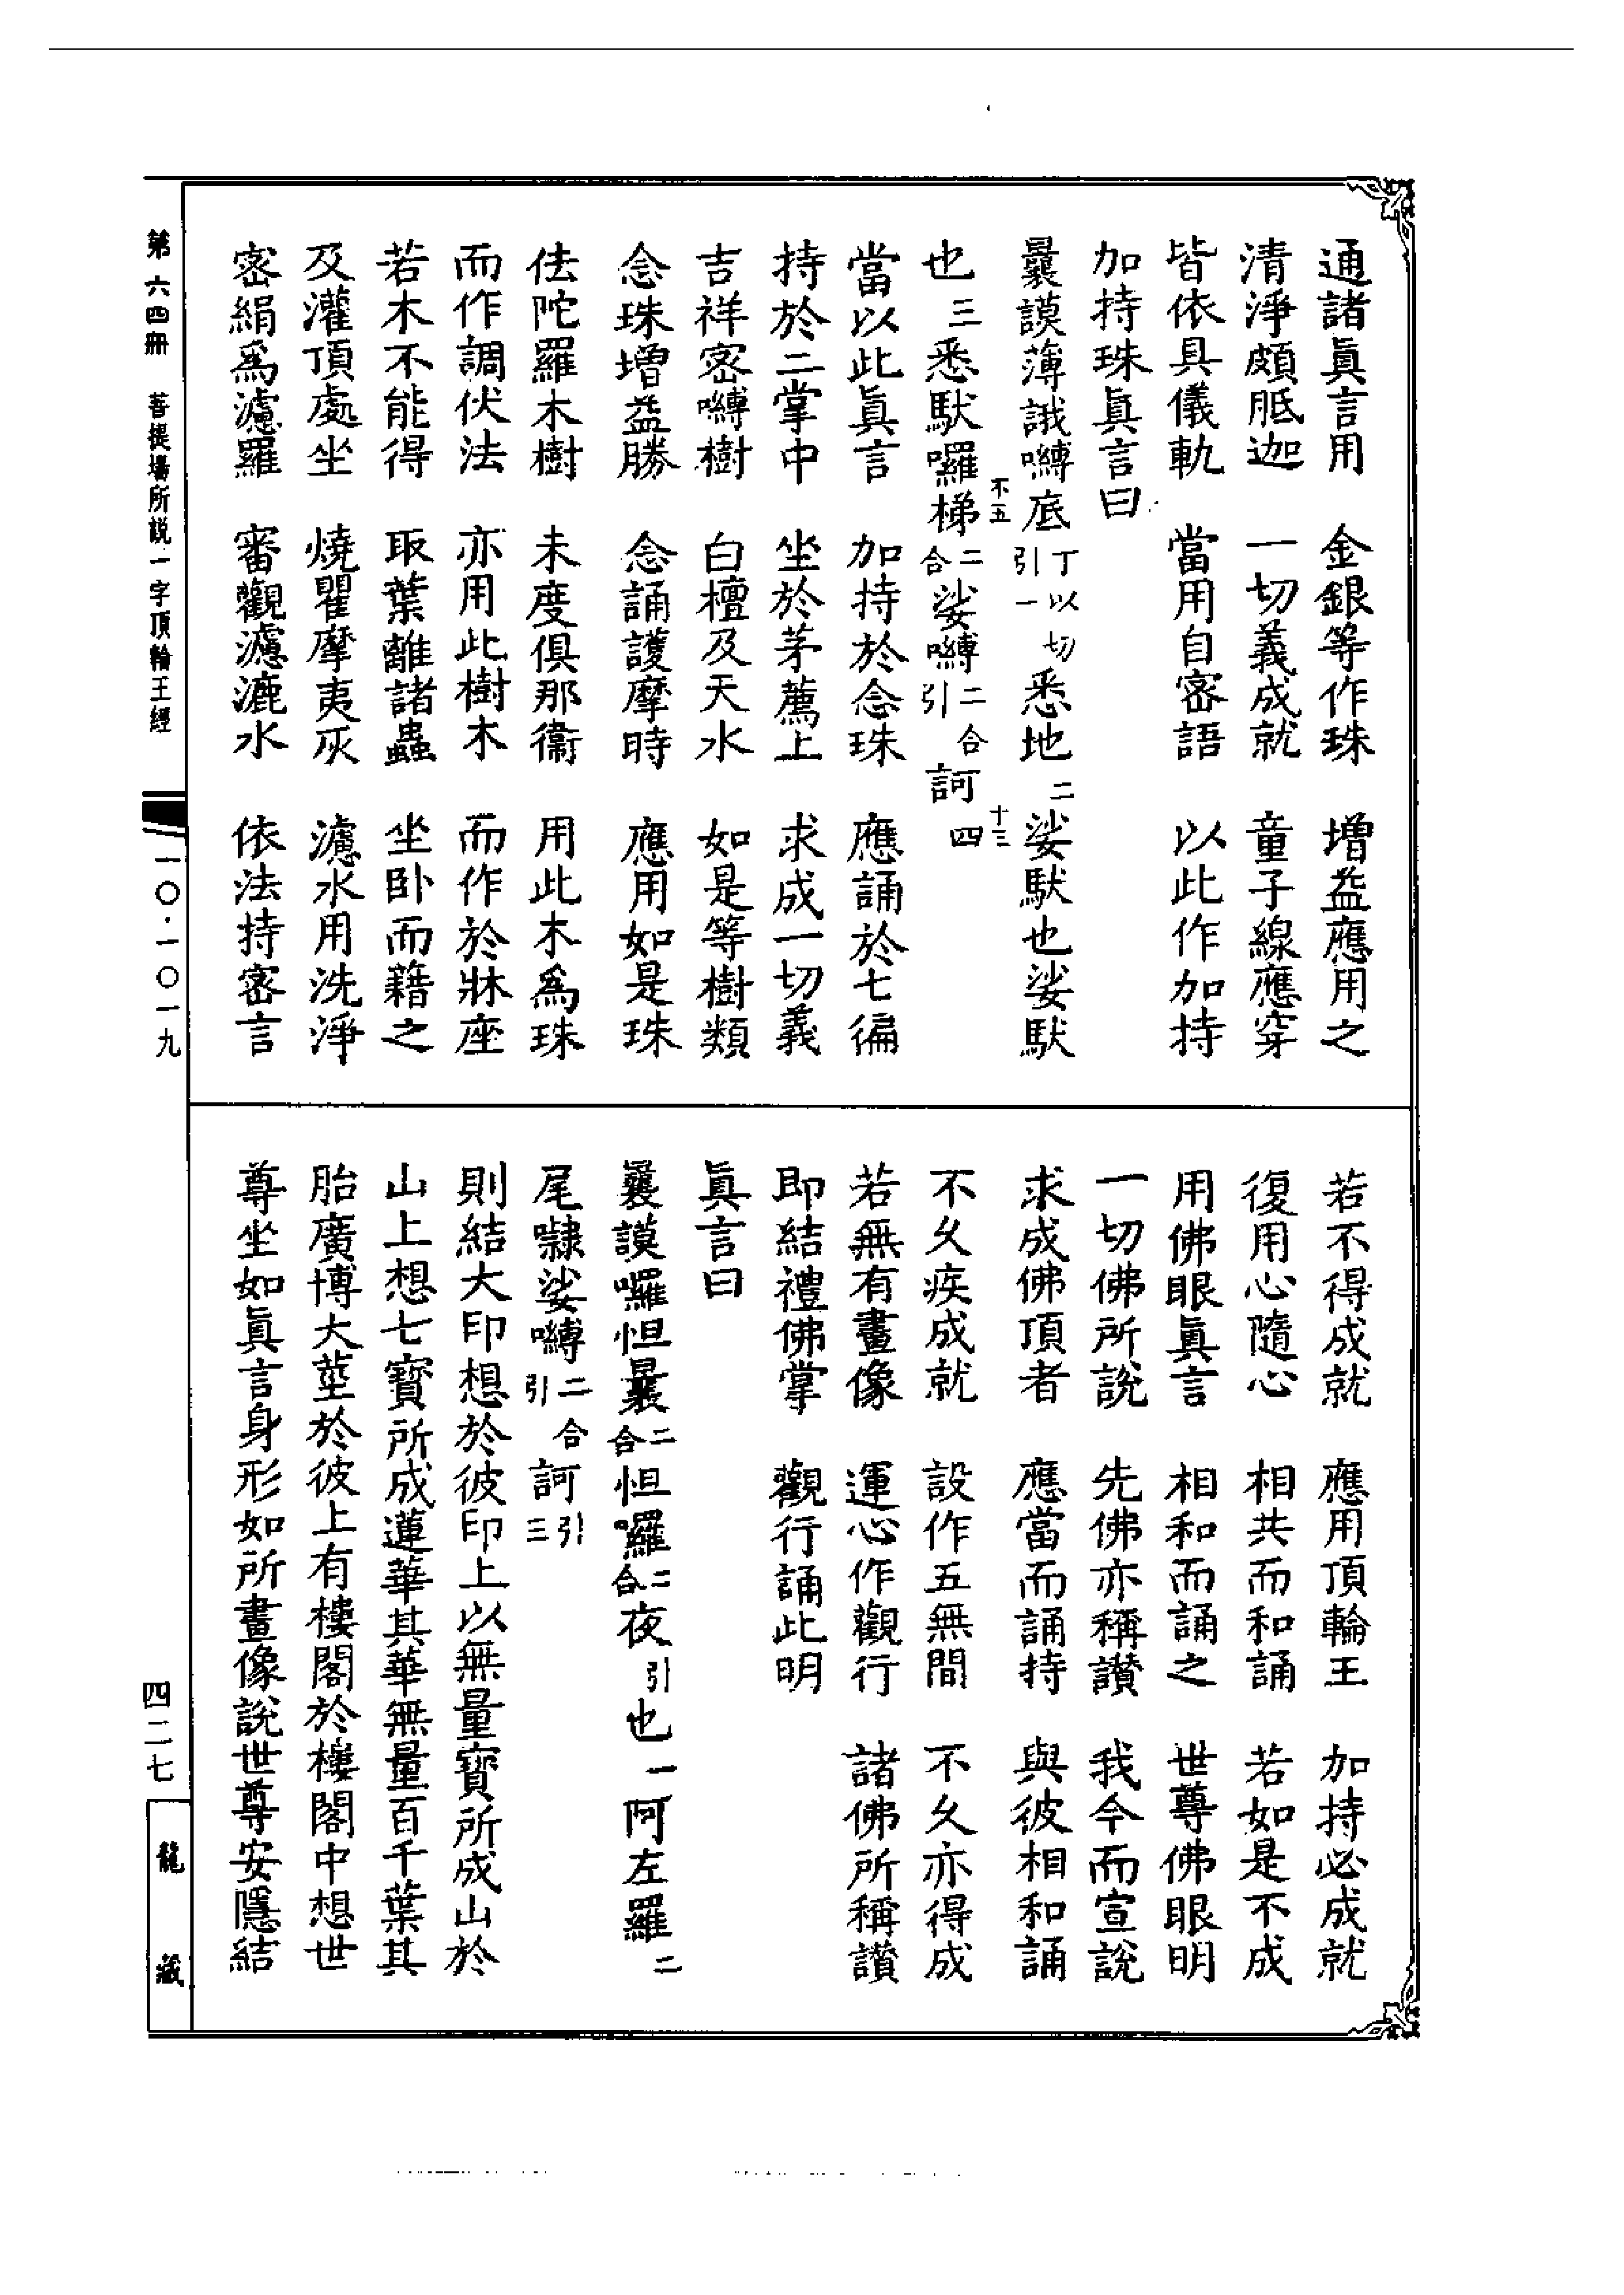 通諸眞言用　金銀等作珠　增益應用之
清淨頗胝迦　一切義成就　童子線應穿
皆依具儀軌　當用自密語　以此作加持
加持珠眞言曰
曩謨薄誐嚩底丁以切引一悉地二娑馱也娑馱
不五　十三
也三悉馱囉梯二合娑嚩二合引訶四
當以此眞言　加持於念珠　應誦於七徧
持於二掌中　坐於茅薦上　求成一切義
吉祥密嚩樹　白檀及天水　如是等樹類
念珠增益勝　念誦護摩時　應用如是珠
佉陀羅木樹　未度俱那衞　用此木爲珠
而作調伏法　亦用此樹木　而作於牀座
若木不能得　取葉離諸蟲　坐卧而藉之
及灌頂處坐　燒瞿摩夷灰　濾水用洗淨
密絹爲濾羅　審觀濾漉水　依法持密言
若不得成就　應用頂輪王　加持必成就
復用心隨心　相共而和誦　若如是不成
用佛眼眞言　相和而誦之　世尊佛眼明
一切佛所說　先佛亦稱讚　我今而宣說
求成佛頂者　應當而誦持　與彼相和誦
不久疾成就　設作五無間　不久亦得成
若無有畫像　運心作觀行　諸佛所稱讚
即結禮佛掌　觀行誦此明
眞言曰
曩謨囉怛曩二合怛囉二合夜引也一阿左羅二
尾㘑娑嚩二合引訶引三
則結大印想於彼印上以無量寶所成山於
山上想七寶所成蓮華其華無量百千葉其
胎廣博大莖於彼上有樓閣於樓閣中想世
尊坐如眞言身形如所畫像說世尊安隱結
第六四冊　菩提場所説一字頂輪王經
一〇·一〇一九
四二七
龍藏